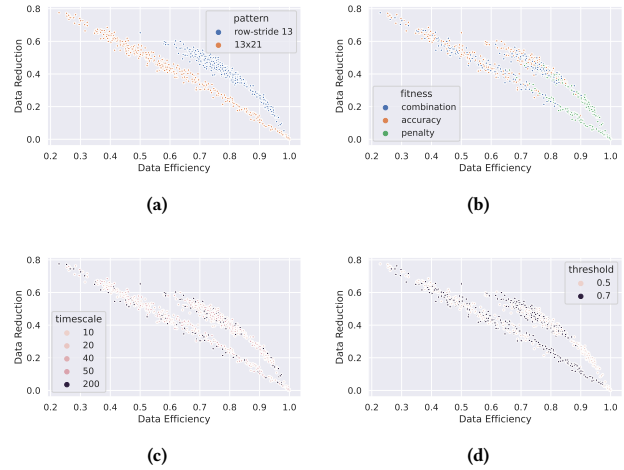 pattern
row-stride 13
13x21
Data Reduction
0.8
0.6
0.4
0.2
0.0
0.2 0.3 0.4 0.5 0.6 0.7 0.8 0.9 1.0
Data Efficiency
(a)
fitness
combination
accuracy
penalty
Data Reduction
0.8
0.6
0.4
0.2
0.0
0.2 0.3 0.4 0.5 0.6 0.7 0.8 0.9 1.0
Data Efficiency
(b)
timescale
10
20
40
50
200
Data Reduction
0.8
0.6
0.4
0.2
0.0
0.2 0.3 0.4 0.5 0.6 0.7 0.8 0.9 1.0
Data Efficiency
(c)
threshold
0.5
0.7
Data Reduction
0.8
0.6
0.4
0.2
0.0
0.2 0.3 0.4 0.5 0.6 0.7 0.8 0.9 1.0
Data Efficiency
(d)